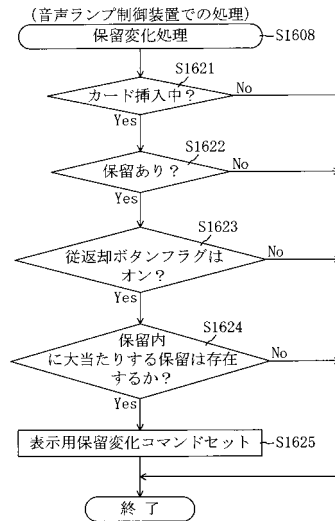 (音声ランプ制御装置での処理)
保留変化処理
S1608
S1621
カード挿入中?
No
Yes
S1622
保留あり?
No
Yes
S1623
従返却ボタンフラグは
オン?
No
Yes
S1624
保留内
に大当たりする保留は存在
するか?
No
Yes
表示用保留変化コマンドセット
S1625
終了